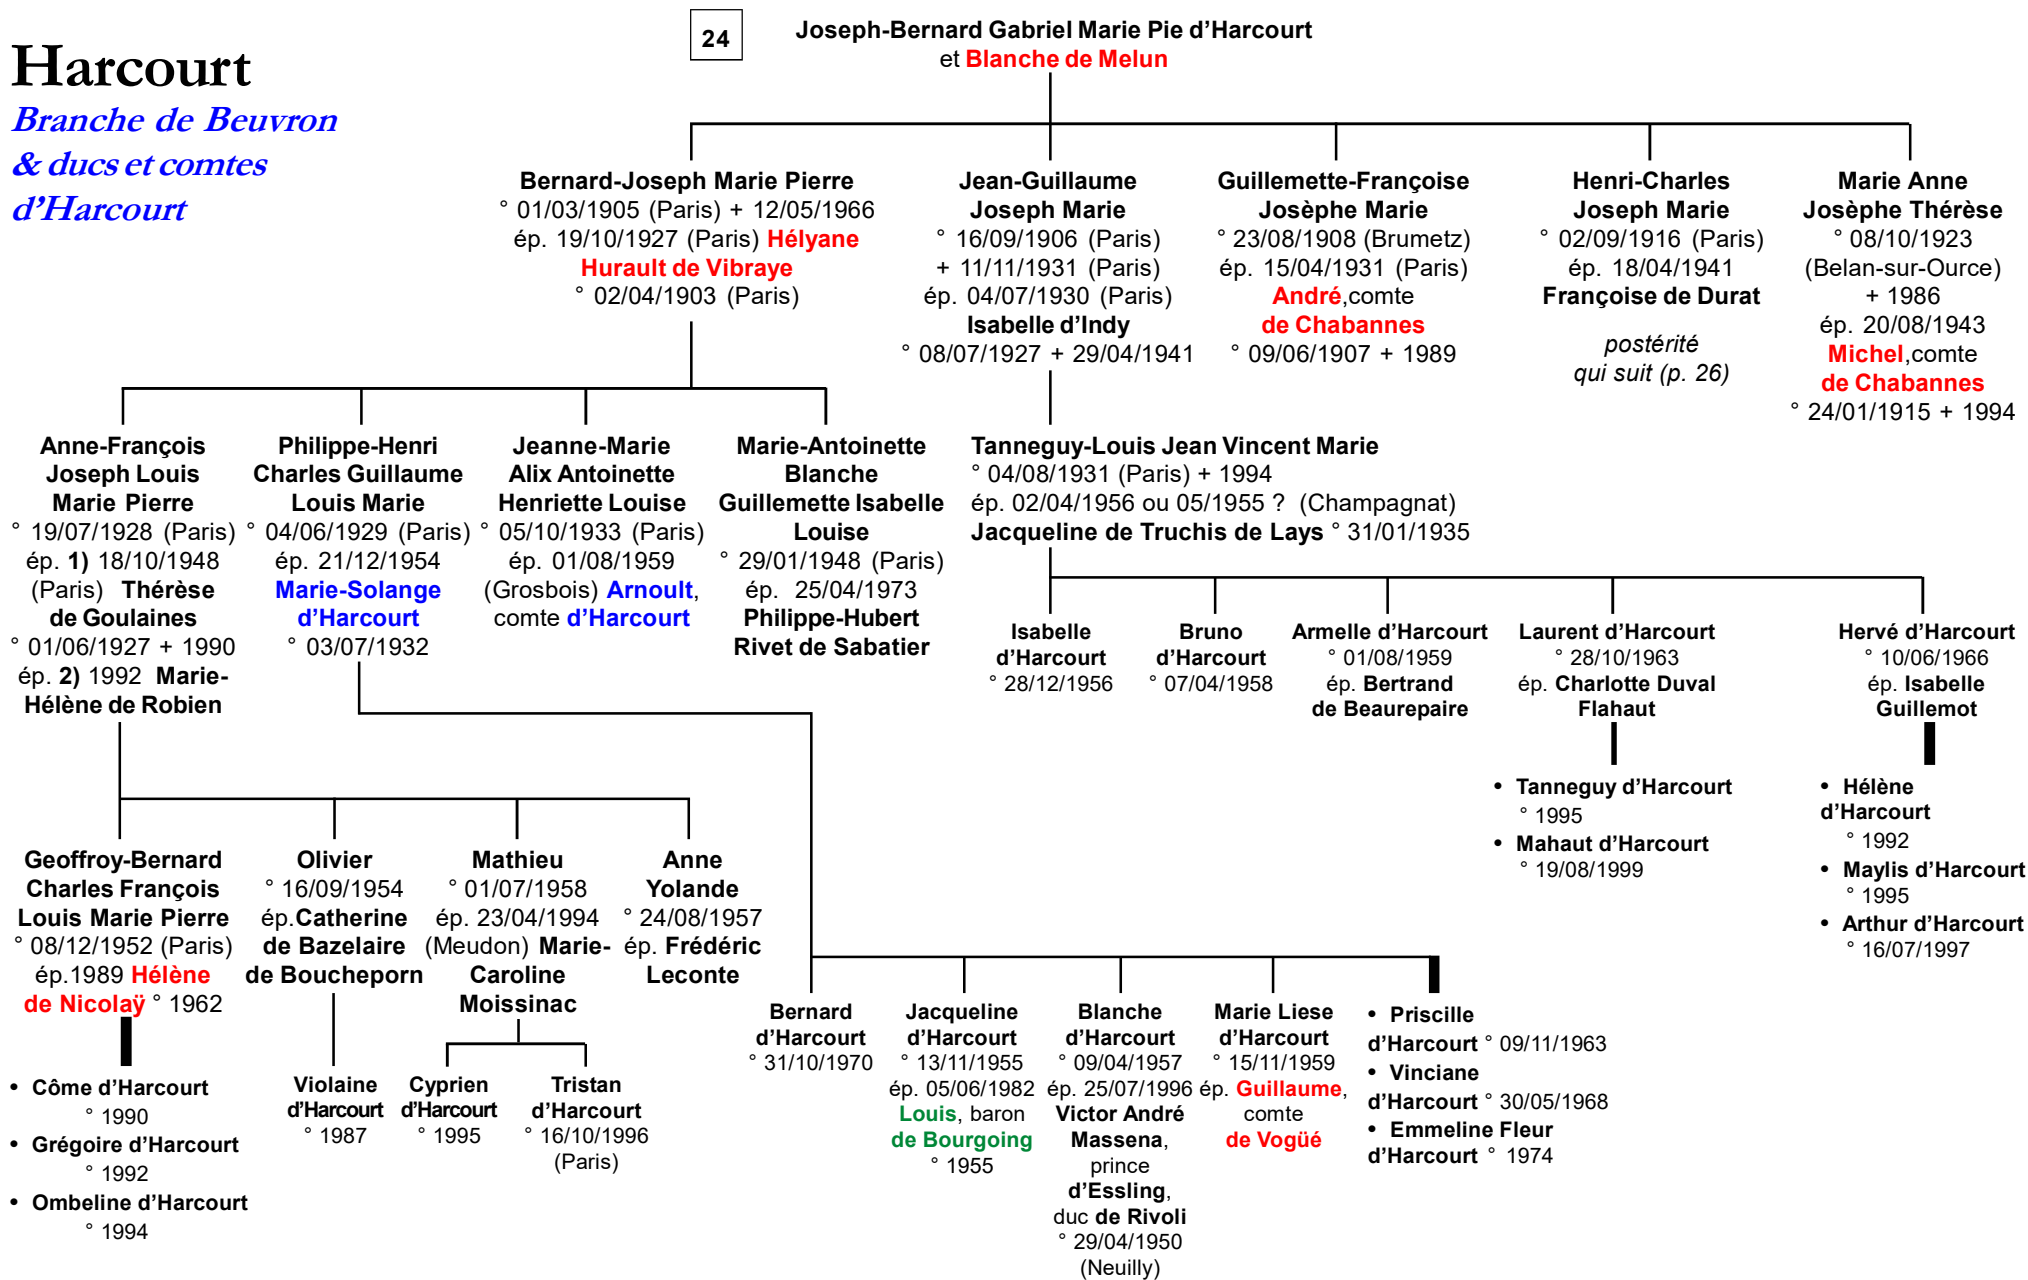 Harcourt
Branche de Beuvron
& ducs et comtes
d’Harcourt
24
Joseph-Bernard Gabriel Marie Pie d’Harcourt
et Blanche de Melun
Bernard-Joseph Marie Pierre
° 01/03/1905 (Paris) + 12/05/1966
ép. 19/10/1927 (Paris) Hélyane
Hurault de Vibraye
° 02/04/1903 (Paris)
Jean-Guillaume
Joseph Marie
° 16/09/1906 (Paris)
+ 11/11/1931 (Paris)
ép. 04/07/1930 (Paris)
Isabelle d’Indy
° 08/07/1927 + 29/04/1941
Guillemette-Françoise
Josèphe Marie
° 23/08/1908 (Brumetz)
ép. 15/04/1931 (Paris)
André,comte
de Chabannes
° 09/06/1907 + 1989
Henri-Charles
Joseph Marie
° 02/09/1916 (Paris)
ép. 18/04/1941
Françoise de Durat
postérité
qui suit (p. 26)
Marie Anne
Josèphe Thérèse
° 08/10/1923
(Belan-sur-Ource)
+ 1986
ép. 20/08/1943
Michel,comte
de Chabannes
° 24/01/1915 + 1994
Anne-François
Joseph Louis
Marie Pierre
° 19/07/1928 (Paris)
ép. 1) 18/10/1948
(Paris) Thérèse
de Goulaines
° 01/06/1927 + 1990
ép. 2) 1992 Marie-
Hélène de Robien
Philippe-Henri
Charles Guillaume
Louis Marie
° 04/06/1929 (Paris)
ép. 21/12/1954
Marie-Solange
d’Harcourt
° 03/07/1932
Jeanne-Marie
Alix Antoinette
Henriette Louise
° 05/10/1933 (Paris)
ép. 01/08/1959
(Grosbois) Arnoult,
comte d’Harcourt
Marie-Antoinette
Blanche
Guillemette Isabelle
Louise
° 29/01/1948 (Paris)
ép. 25/04/1973
Philippe-Hubert
Rivet de Sabatier
Tanneguy-Louis Jean Vincent Marie
° 04/08/1931 (Paris) + 1994
ép. 02/04/1956 ou 05/1955 ? (Champagnat)
Jacqueline de Truchis de Lays ° 31/01/1935
Isabelle
d’Harcourt
° 28/12/1956
Bruno
d’Harcourt
° 07/04/1958
Armelle d’Harcourt
° 01/08/1959
ép. Bertrand
de Beaurepaire
Laurent d’Harcourt
° 28/10/1963
ép. Charlotte Duval
Flahaut
Hervé d’Harcourt
° 10/06/1966
ép. Isabelle
Guillemot
• Tanneguy d’Harcourt
° 1995
• Mahaut d’Harcourt
° 19/08/1999
• Hélène
d’Harcourt
° 1992
• Maylis d’Harcourt
° 1995
• Arthur d’Harcourt
° 16/07/1997
Geoffroy-Bernard
Charles François
Louis Marie Pierre
° 08/12/1952 (Paris)
ép.1989 Hélène
de Nicolaÿ ° 1962
Olivier
° 16/09/1954
ép.Catherine
de Bazelaire
de Boucheporn
Mathieu
° 01/07/1958
ép. 23/04/1994
(Meudon) Marie-
Caroline
Moissinac
Anne
Yolande
° 24/08/1957
ép. Frédéric
Leconte
• Côme d’Harcourt
° 1990
• Grégoire d’Harcourt
° 1992
• Ombeline d’Harcourt
° 1994
Violaine
d’Harcourt
° 1987
Cyprien
d’Harcourt
° 1995
Tristan
d’Harcourt
° 16/10/1996
(Paris)
Bernard
d’Harcourt
° 31/10/1970
Jacqueline
d’Harcourt
° 13/11/1955
ép. 05/06/1982
Louis, baron
de Bourgoing
° 1955
Blanche
d’Harcourt
° 09/04/1957
ép. 25/07/1996
Victor André
Massena,
prince
d’Essling,
duc de Rivoli
° 29/04/1950
(Neuilly)
Marie Liese
d’Harcourt
° 15/11/1959
ép. Guillaume,
comte
de Vogüé
• Priscille
d’Harcourt ° 09/11/1963
• Vinciane
d’Harcourt ° 30/05/1968
• Emmeline Fleur
d’Harcourt ° 1974